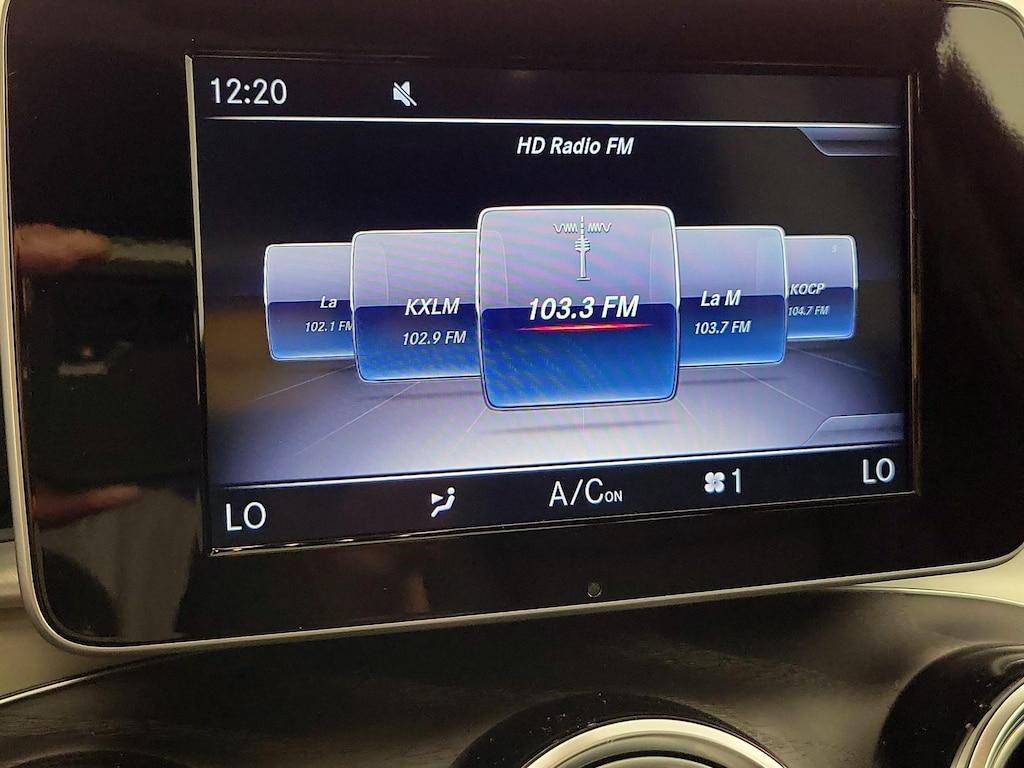 12:20
HD Radio FM
La
102.1 FM
KXLM
102.9 FM
103.3 FM
La M
103.7 FM
KOCP
104.7 FM
LO
A/C ON
1
LO